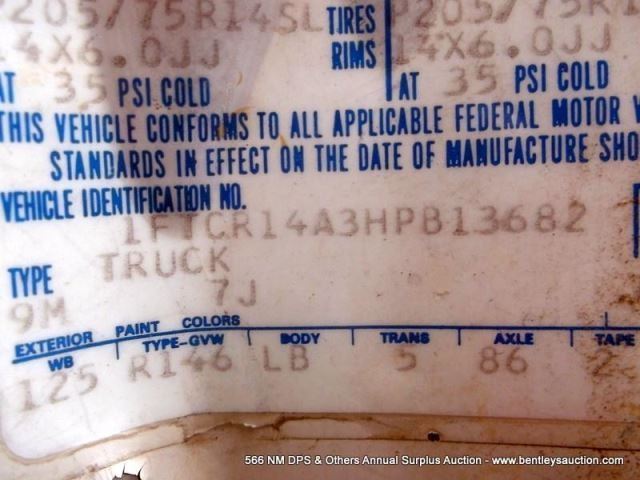 P205/75R14SL TIRES P205/75R1
14X6.0JJ RIMS 14X6.0JJ
AT 35 PSI COLD AT 35 PSI COLD
THIS VEHICLE CONFORMS TO ALL APPLICABLE FEDERAL MOTOR V
STANDARDS IN EFFECT ON THE DATE OF MANUFACTURE SHO
VEHICLE IDENTIFICATION NO.
1FTCR14A3HPB13682
TYPE TRUCK
9M 7J
EXTERIOR PAINT COLORS
WB TYPE-GVW BODY TRANS AXLE TAPE
125 R146 LB 5 86 2
566 NM DPS & Others Annual Surplus Auction - www.bentleysauction.com